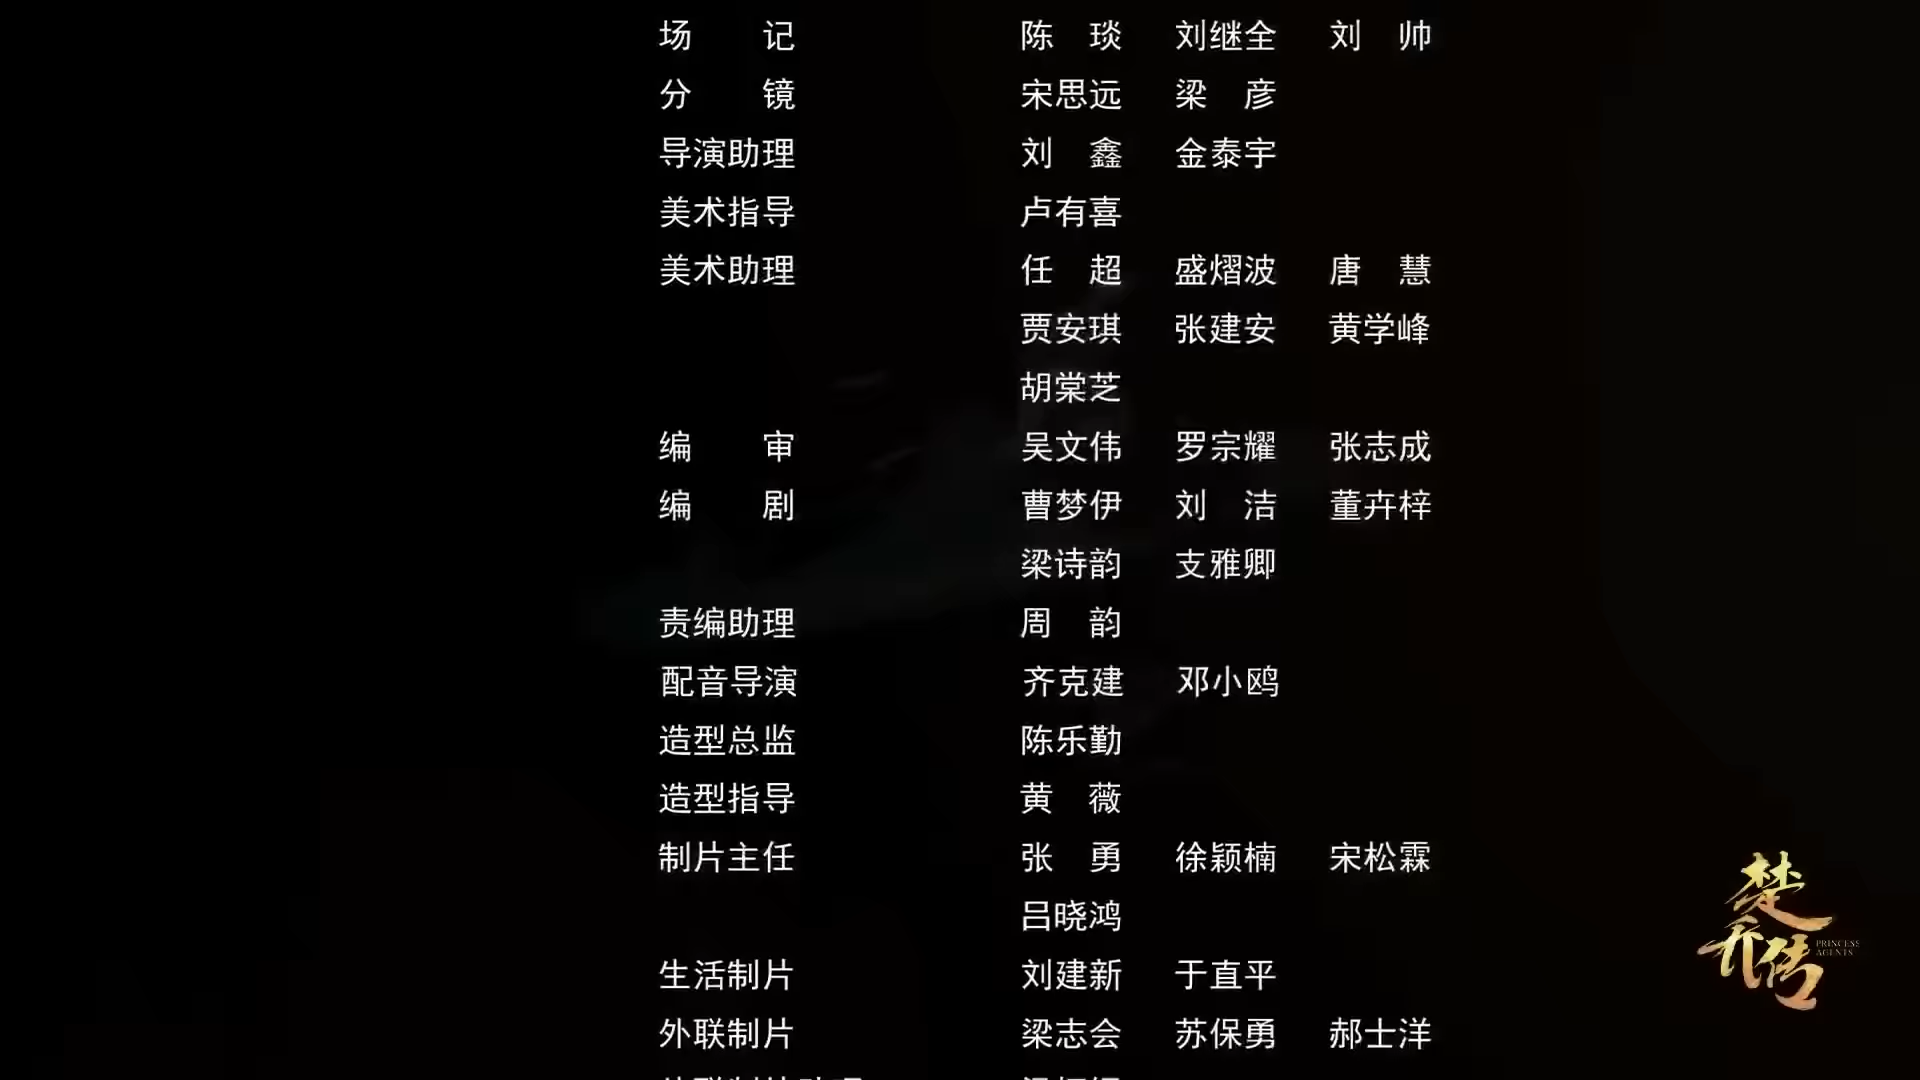 场 记 陈 琰 刘继全 刘 帅
分 镜 宋思远 梁 彦
导演助理 刘 鑫 金泰宇
美术指导 卢有喜
美术助理 任 超 盛熠波 唐 慧
贾安琪 张建安 黄学峰
胡棠芝
编 审 吴文伟 罗宗耀 张志成
编 剧 曹梦伊 刘 洁 董卉梓
梁诗韵 支雅卿
责编助理 周 韵
配音导演 齐克建 邓小鸥
造型总监 陈乐勤
造型指导 黄 薇
制片主任 张 勇 徐颖楠 宋松霖
吕晓鸿
生活制片 刘建新 于直平
外联制片 梁志会 苏保勇 郝士洋
楚乔传
PRINCESS
AGENTS